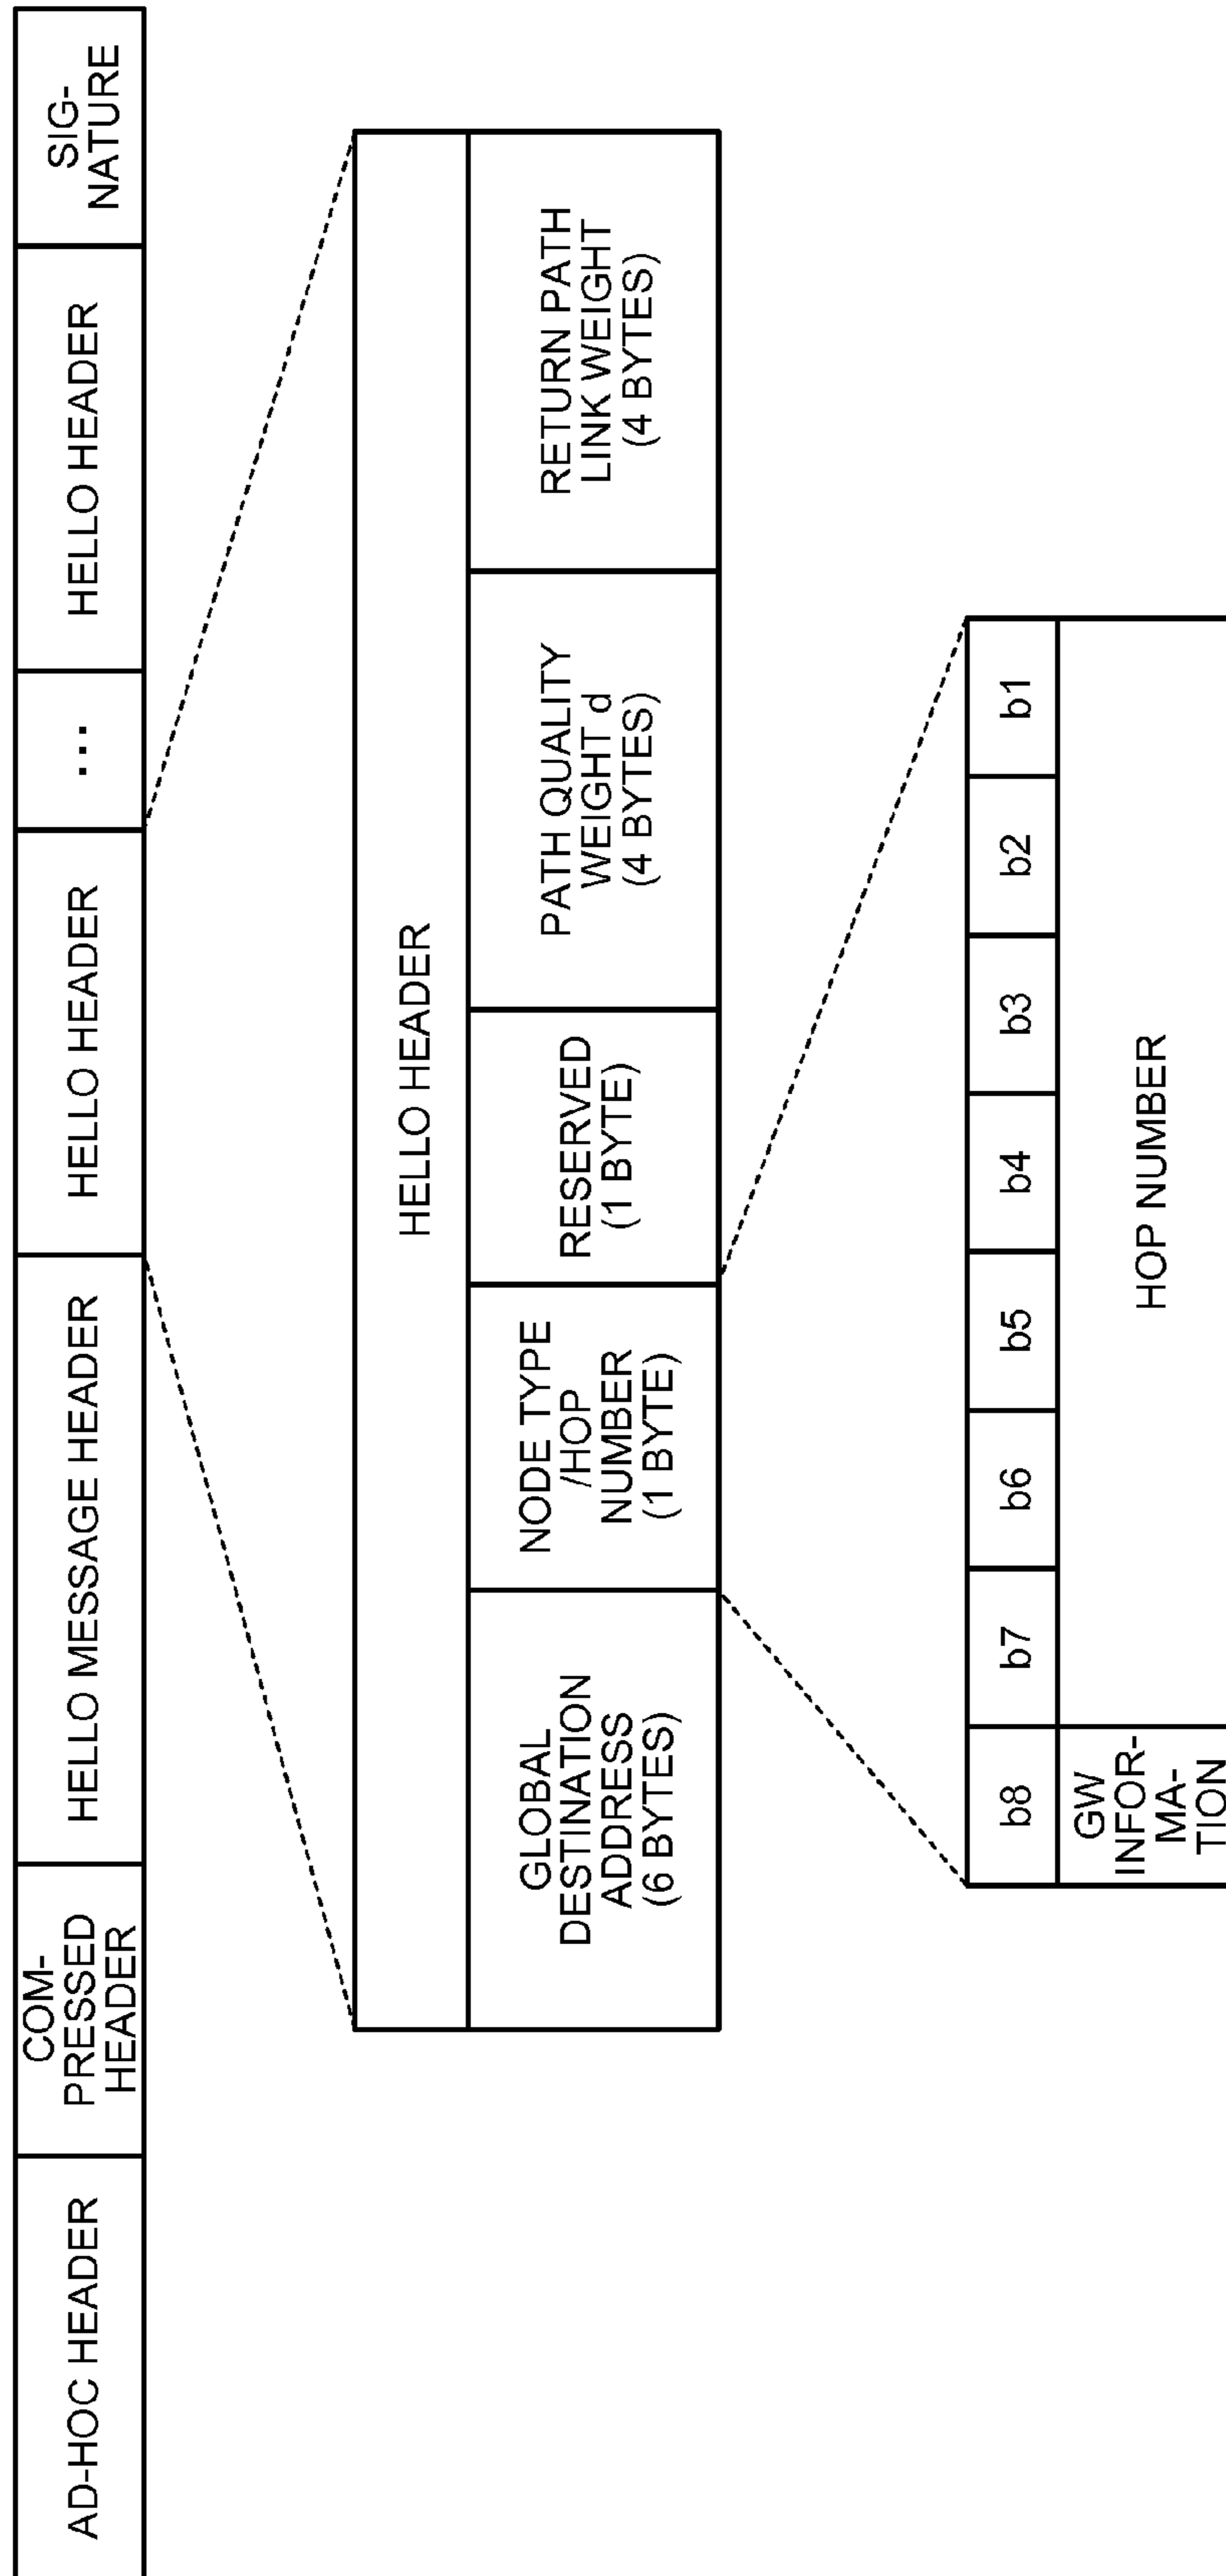 AD-HOC HEADER
COM-
PRESSED
HEADER
HELLO MESSAGE HEADER
HELLO HEADER
...
HELLO HEADER
SIG-
NATURE
HELLO HEADER
GLOBAL
DESTINATION
ADDRESS
(6 BYTES)
NODE TYPE
/HOP
NUMBER
(1 BYTE)
RESERVED
(1 BYTE)
PATH QUALITY
WEIGHT d
(4 BYTES)
RETURN PATH
LINK WEIGHT
(4 BYTES)
b8
b7
b6
b5
b4
b3
b2
b1
GW
INFOR-
MA-
TION
HOP NUMBER